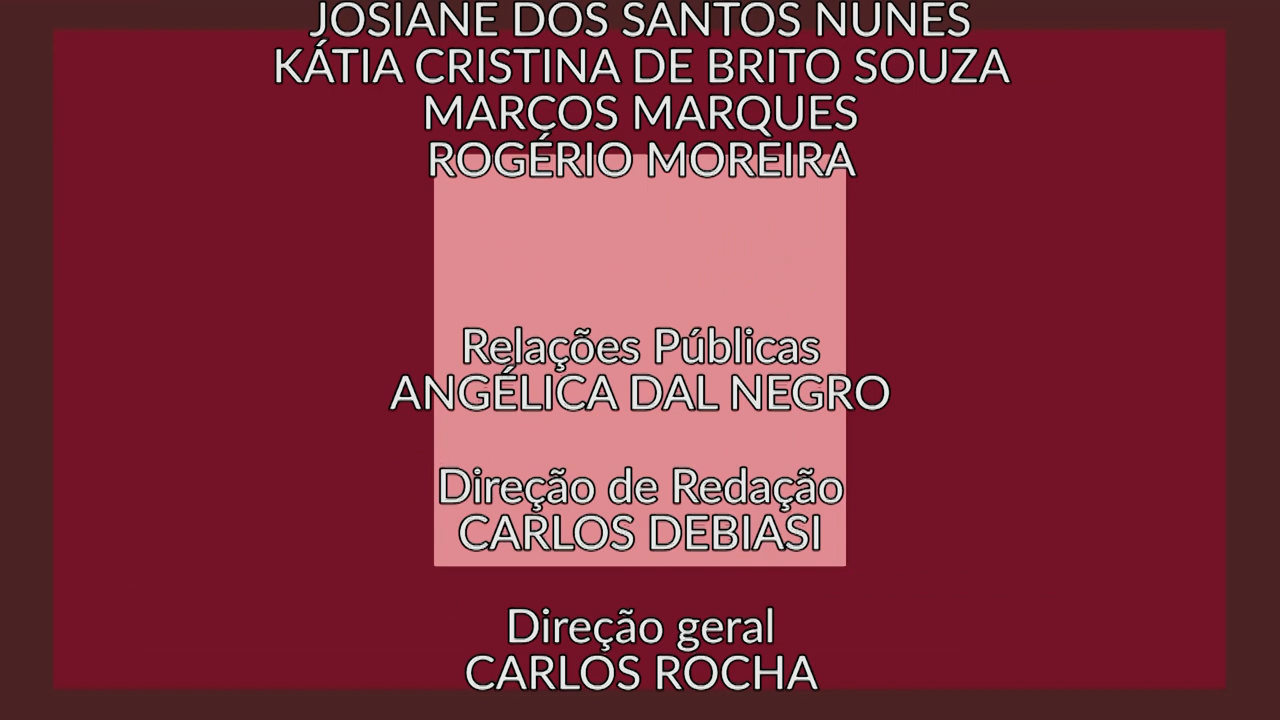 JOSIANE DOS SANTOS NUNES
KÁTIA CRISTINA DE BRITO SOUZA
MARCOS MARQUES
ROGÉRIO MOREIRA
Relações Públicas
ANGÉLICA DAL NEGRO
Direção de Redação
CARLOS DEBIASI
Direção geral
CARLOS ROCHA